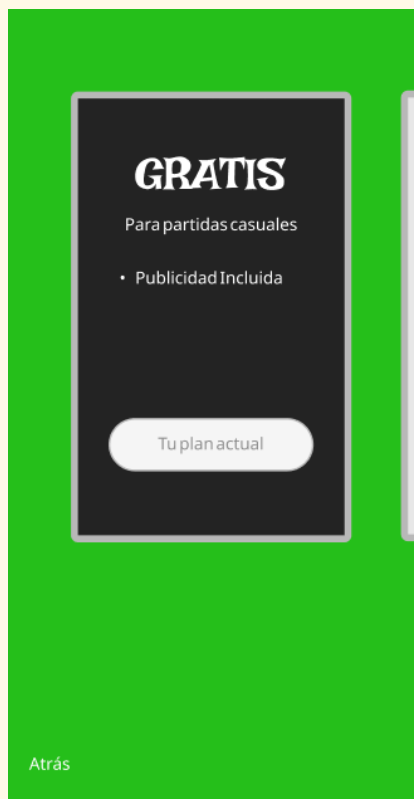 GRATIS
Para partidas casuales
• Publicidad Incluida
Tu plan actual
Atrás